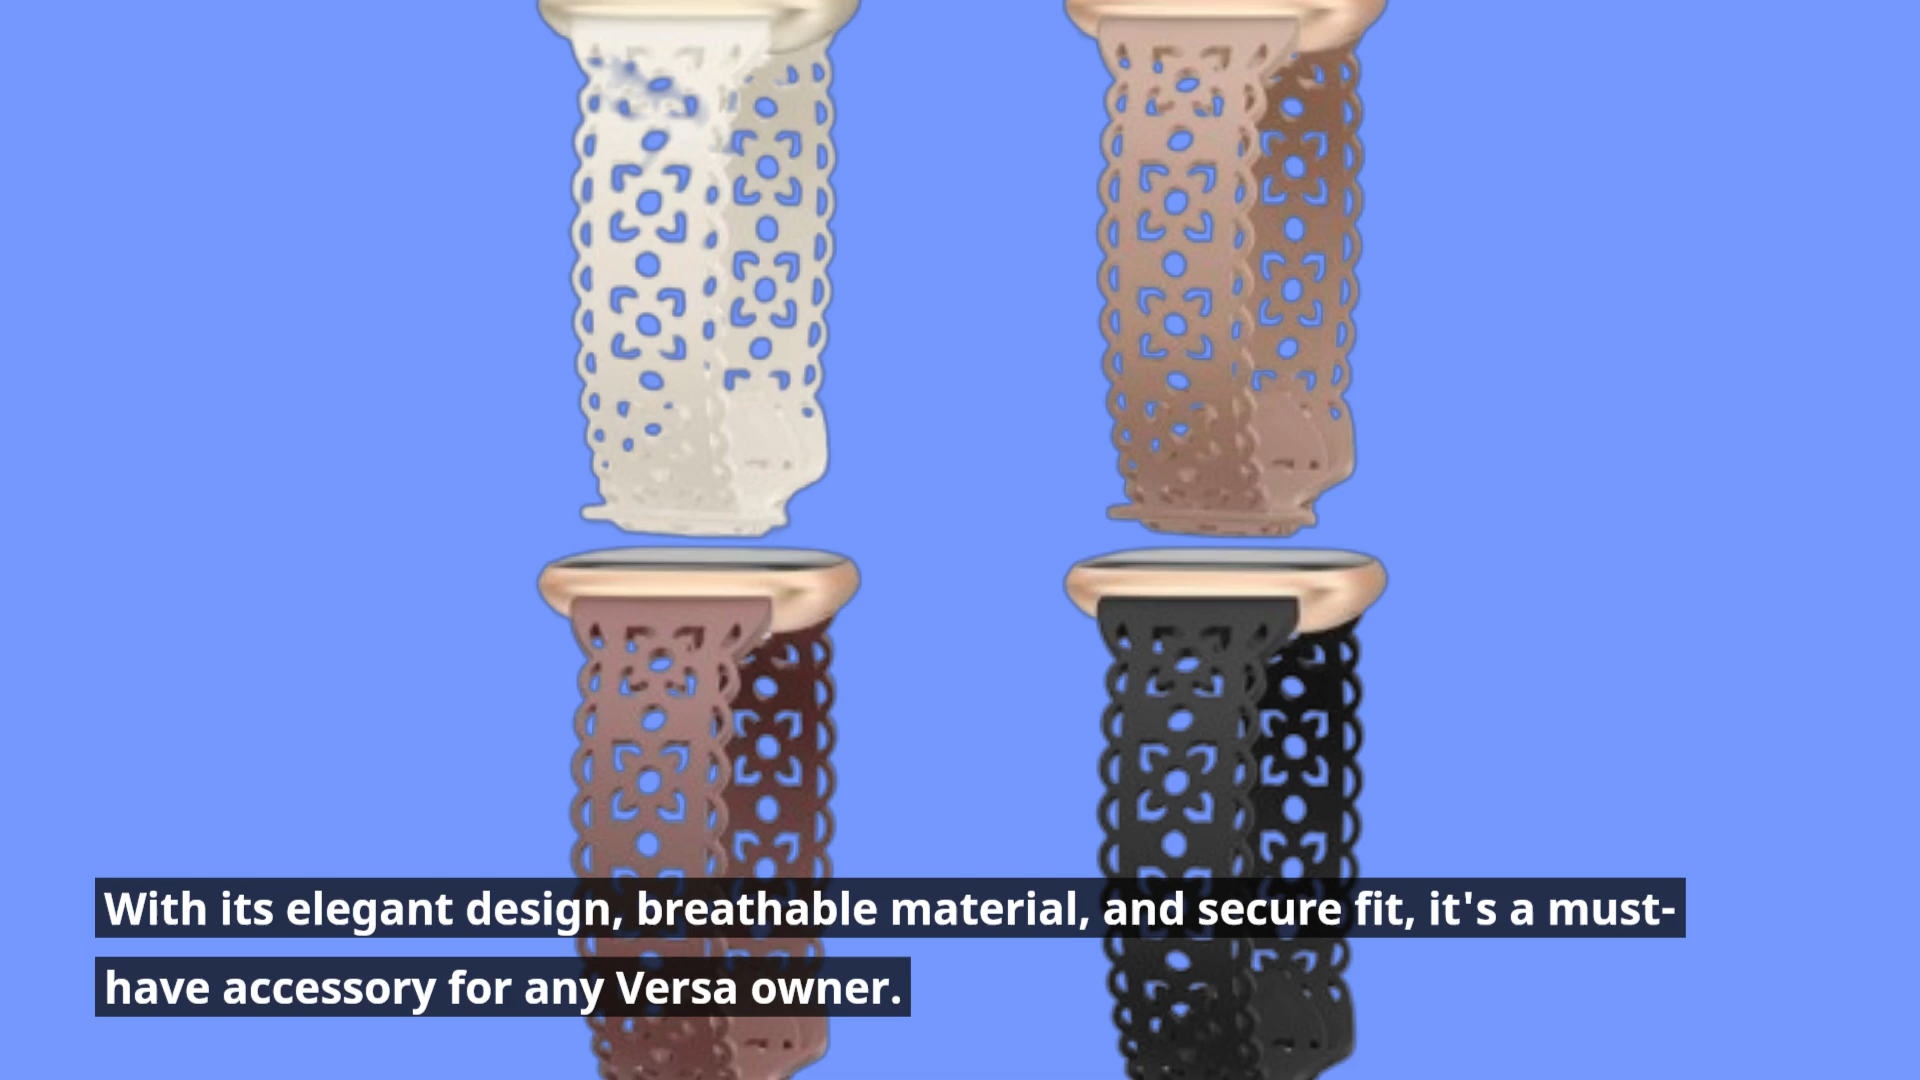 With its elegant design, breathable material, and secure fit, it's a must-
have accessory for any Versa owner.